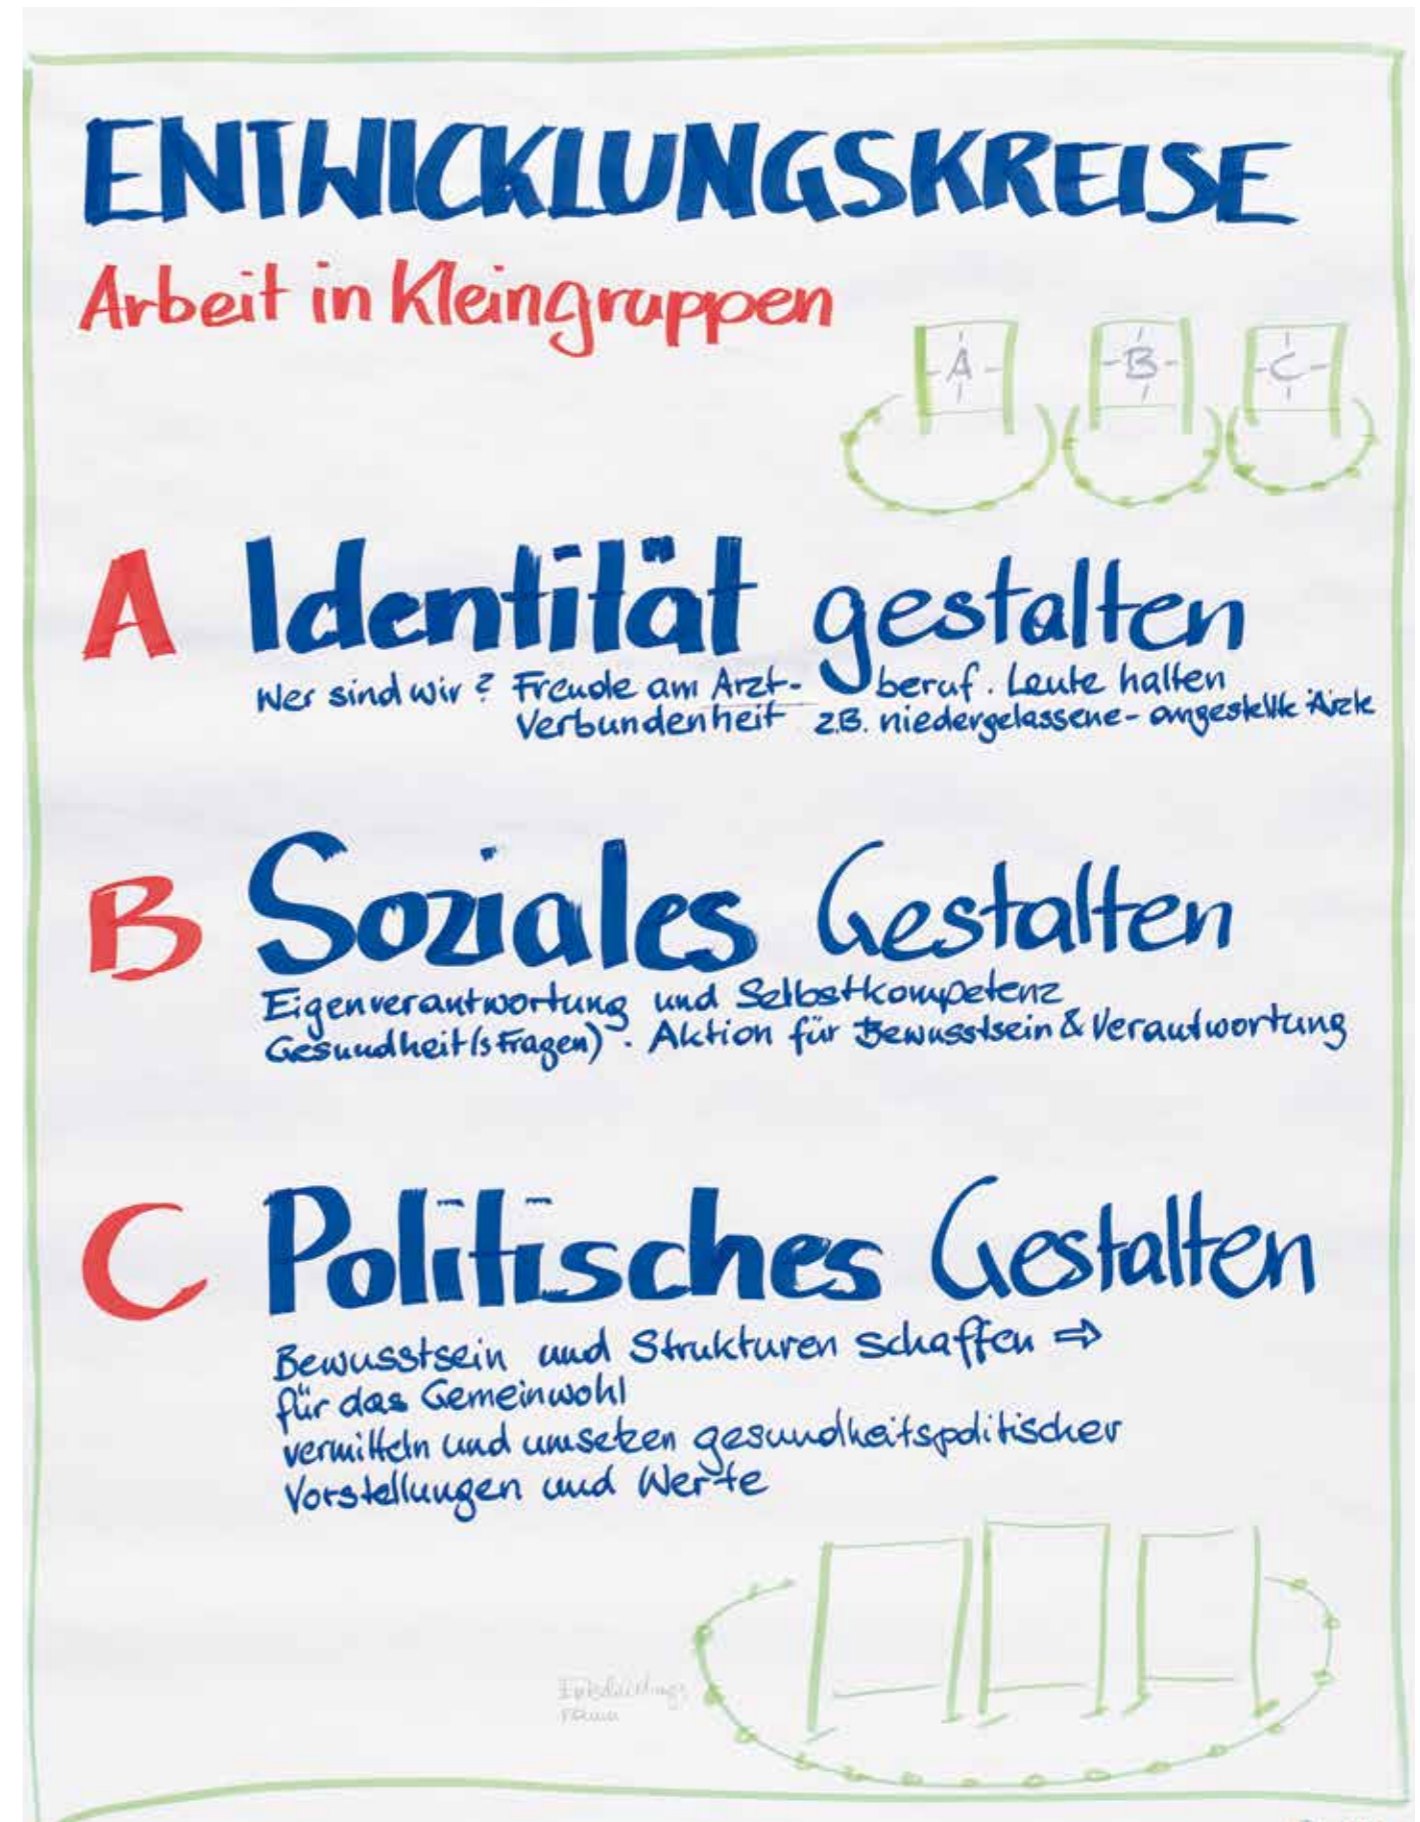 ENTWICKLUNGSKREISE
Arbeit in Kleingruppen
A B C
A Identität gestalten
Wer sind wir? Freude am Arzt- beruf. Leute halten
Verbundenheit z.B. niedergelassene- angestellte Ärzte
B Soziales Gestalten
Eigenverantwortung und Selbstkompetenz
Gesundheit(sfragen). Aktion für Bewusstsein & Verantwortung
C Politisches Gestalten
Bewusstsein und Strukturen schaffen ⇒
für das Gemeinwohl
vermitteln und umsetzen gesundheitspolitischer
Vorstellungen und Werte